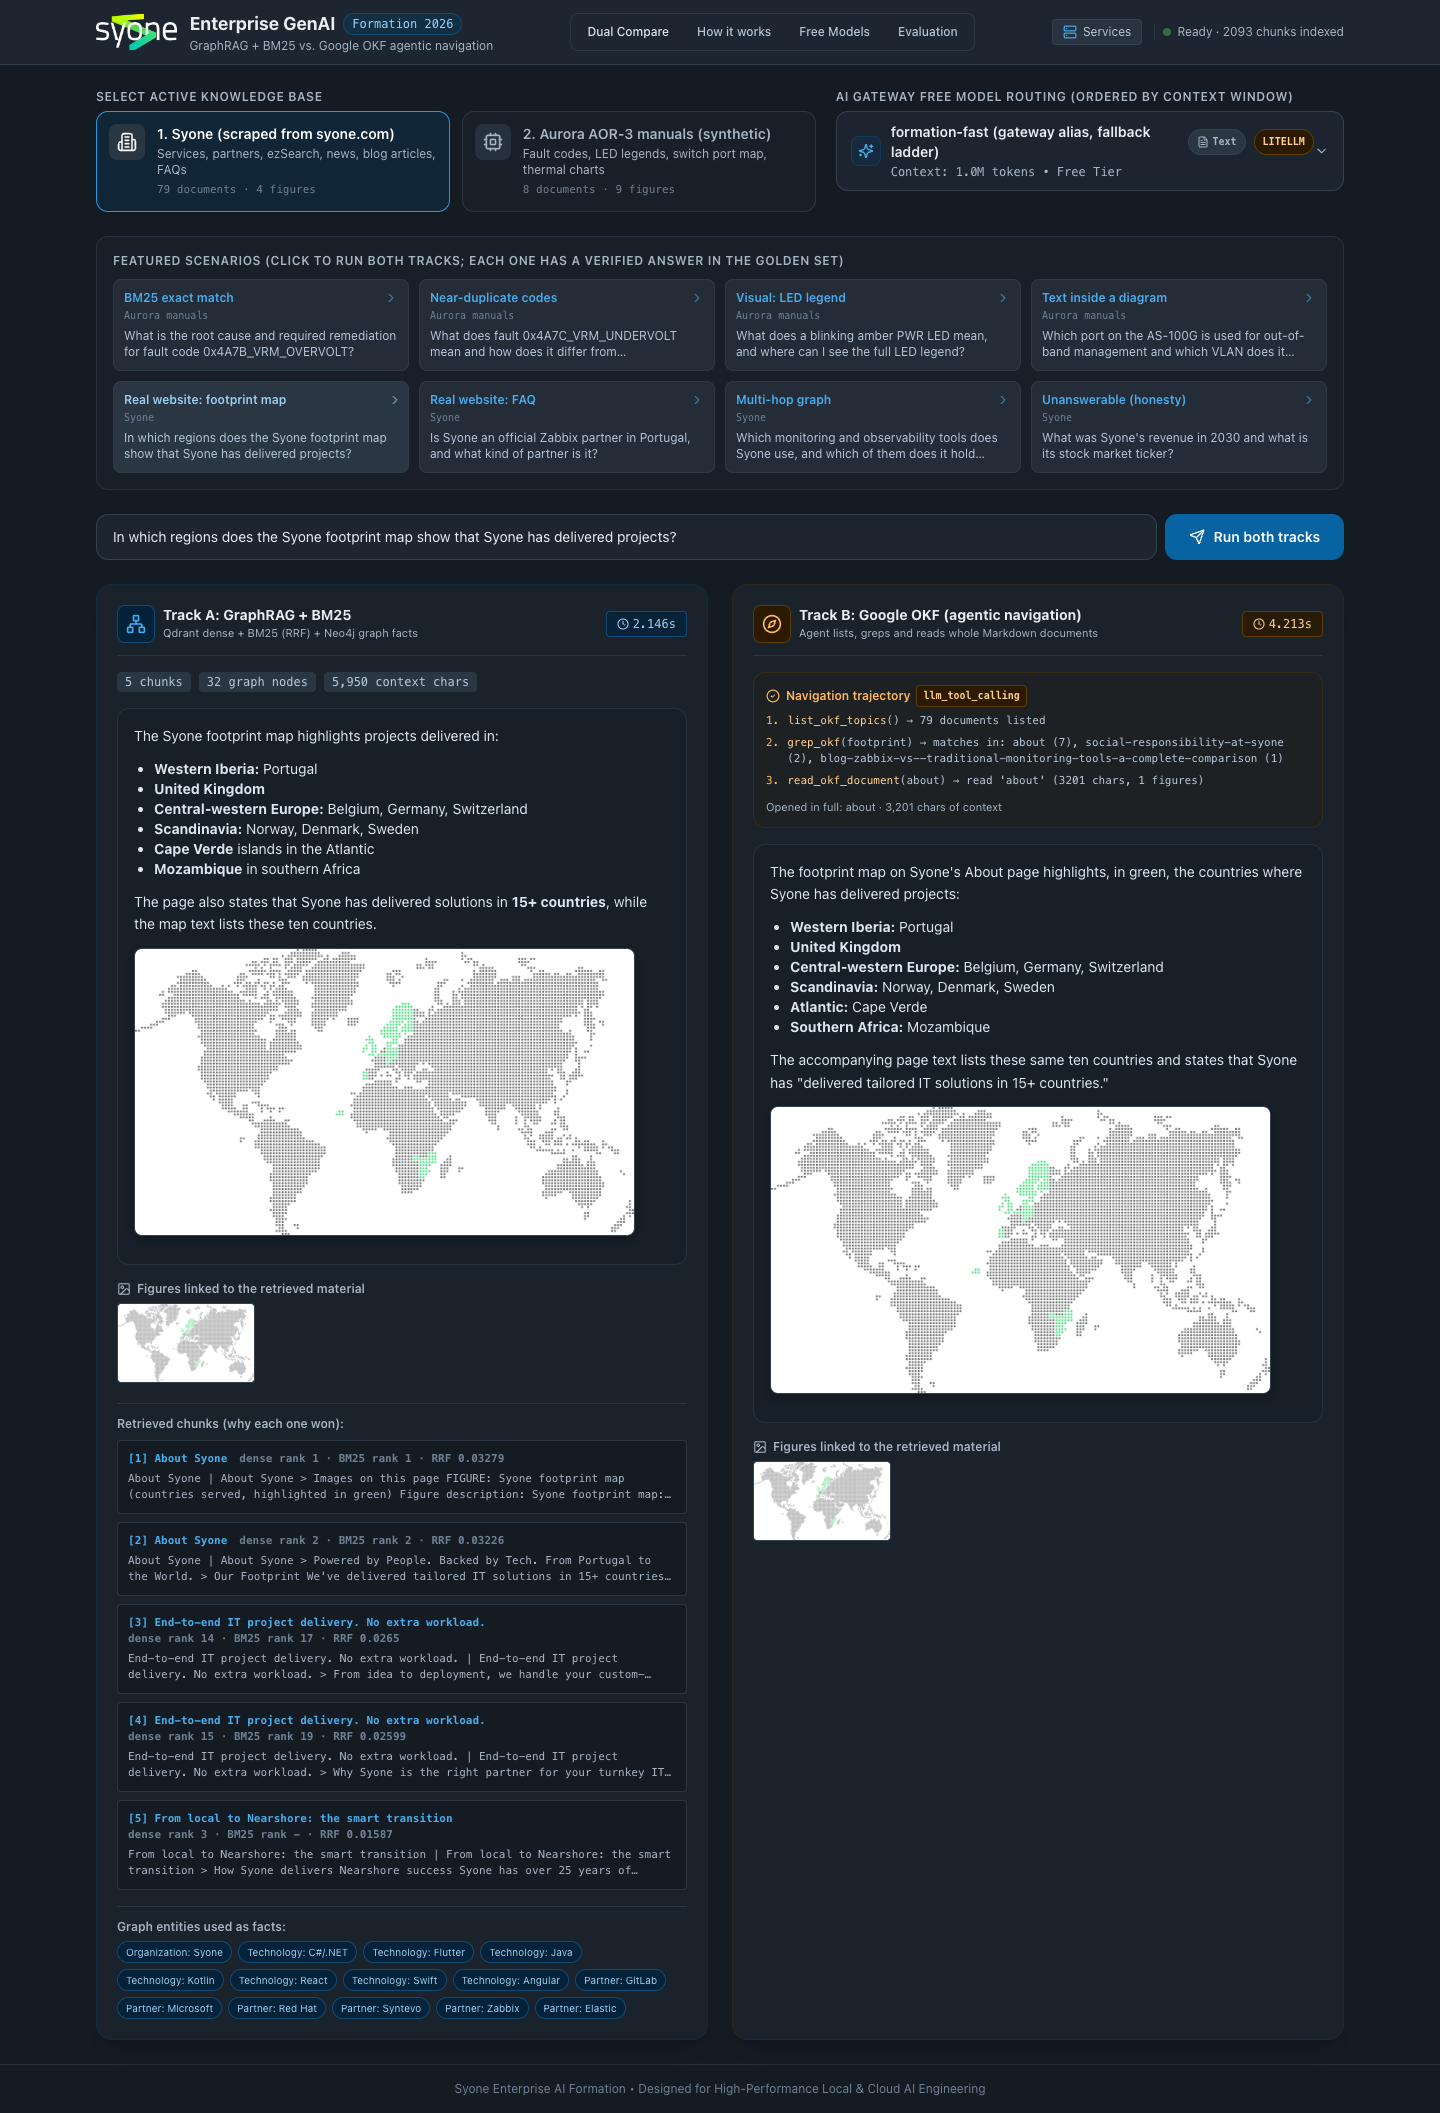 syone
Enterprise GenAI
Formation 2026
GraphRAG + BM25 vs. Google OKF agentic navigation
Dual Compare
How it works
Free Models
Evaluation
Services
Ready · 2093 chunks indexed
SELECT ACTIVE KNOWLEDGE BASE
1. Syone (scraped from syone.com)
Services, partners, ezSearch, news, blog articles,
FAQs
79 documents · 4 figures
2. Aurora AOR-3 manuals (synthetic)
Fault codes, LED legends, switch port map,
thermal charts
8 documents · 9 figures
AI GATEWAY FREE MODEL ROUTING (ORDERED BY CONTEXT WINDOW)
formation-fast (gateway alias, fallback
ladder)
Context: 1.0M tokens • Free Tier
Text
LITELLM
FEATURED SCENARIOS (CLICK TO RUN BOTH TRACKS; EACH ONE HAS A VERIFIED ANSWER IN THE GOLDEN SET)
BM25 exact match
Aurora manuals
What is the root cause and required remediation
for fault code 0x4A7B_VRM_OVERVOLT?
Near-duplicate codes
Aurora manuals
What does fault 0x4A7C_VRM_UNDERVOLT
mean and how does it differ from…
Visual: LED legend
Aurora manuals
What does a blinking amber PWR LED mean,
and where can I see the full LED legend?
Text inside a diagram
Aurora manuals
Which port on the AS-100G is used for out-of-
band management and which VLAN does it…
Real website: footprint map
Syone
In which regions does the Syone footprint map
show that Syone has delivered projects?
Real website: FAQ
Syone
Is Syone an official Zabbix partner in Portugal,
and what kind of partner is it?
Multi-hop graph
Syone
Which monitoring and observability tools does
Syone use, and which of them does it hold…
Unanswerable (honesty)
Syone
What was Syone's revenue in 2030 and what is
its stock market ticker?
In which regions does the Syone footprint map show that Syone has delivered projects?
Run both tracks
Track A: GraphRAG + BM25
Qdrant dense + BM25 (RRF) + Neo4j graph facts
2.146s
5 chunks
32 graph nodes
5,950 context chars
The Syone footprint map highlights projects delivered in:
• Western Iberia: Portugal
• United Kingdom
• Central-western Europe: Belgium, Germany, Switzerland
• Scandinavia: Norway, Denmark, Sweden
• Cape Verde islands in the Atlantic
• Mozambique in southern Africa
The page also states that Syone has delivered solutions in 15+ countries, while
the map text lists these ten countries.
Figures linked to the retrieved material
Retrieved chunks (why each one won):
[1] About Syone dense rank 1 · BM25 rank 1 · RRF 0.03279
About Syone | About Syone > Images on this page FIGURE: Syone footprint map
(countries served, highlighted in green) Figure description: Syone footprint map:…
[2] About Syone dense rank 2 · BM25 rank 2 · RRF 0.03226
About Syone | About Syone > Powered by People. Backed by Tech. From Portugal to
the World. > Our Footprint We've delivered tailored IT solutions in 15+ countries…
[3] End-to-end IT project delivery. No extra workload.
dense rank 14 · BM25 rank 17 · RRF 0.0265
End-to-end IT project delivery. No extra workload. | End-to-end IT project
delivery. No extra workload. > From idea to deployment, we handle your custom-…
[4] End-to-end IT project delivery. No extra workload.
dense rank 15 · BM25 rank 19 · RRF 0.02599
End-to-end IT project delivery. No extra workload. | End-to-end IT project
delivery. No extra workload. > Why Syone is the right partner for your turnkey IT…
[5] From local to Nearshore: the smart transition
dense rank 3 · BM25 rank - · RRF 0.01587
From local to Nearshore: the smart transition | From local to Nearshore: the smart
transition > How Syone delivers Nearshore success Syone has over 25 years of…
Graph entities used as facts:
Organization: Syone
Technology: C#/.NET
Technology: Flutter
Technology: Java
Technology: Kotlin
Technology: React
Technology: Swift
Technology: Angular
Partner: GitLab
Partner: Microsoft
Partner: Red Hat
Partner: Syntevo
Partner: Zabbix
Partner: Elastic
Track B: Google OKF (agentic navigation)
Agent lists, greps and reads whole Markdown documents
4.213s
Navigation trajectory
llm_tool_calling
1. list_okf_topics() → 79 documents listed
2. grep_okf(footprint) → matches in: about (7), social-responsibility-at-syone
(2), blog-zabbix-vs--traditional-monitoring-tools-a-complete-comparison (1)
3. read_okf_document(about) → read 'about' (3201 chars, 1 figures)
Opened in full: about · 3,201 chars of context
The footprint map on Syone's About page highlights, in green, the countries where
Syone has delivered projects:
• Western Iberia: Portugal
• United Kingdom
• Central-western Europe: Belgium, Germany, Switzerland
• Scandinavia: Norway, Denmark, Sweden
• Atlantic: Cape Verde
• Southern Africa: Mozambique
The accompanying page text lists these same ten countries and states that Syone
has "delivered tailored IT solutions in 15+ countries."
Figures linked to the retrieved material
Syone Enterprise AI Formation • Designed for High-Performance Local & Cloud AI Engineering